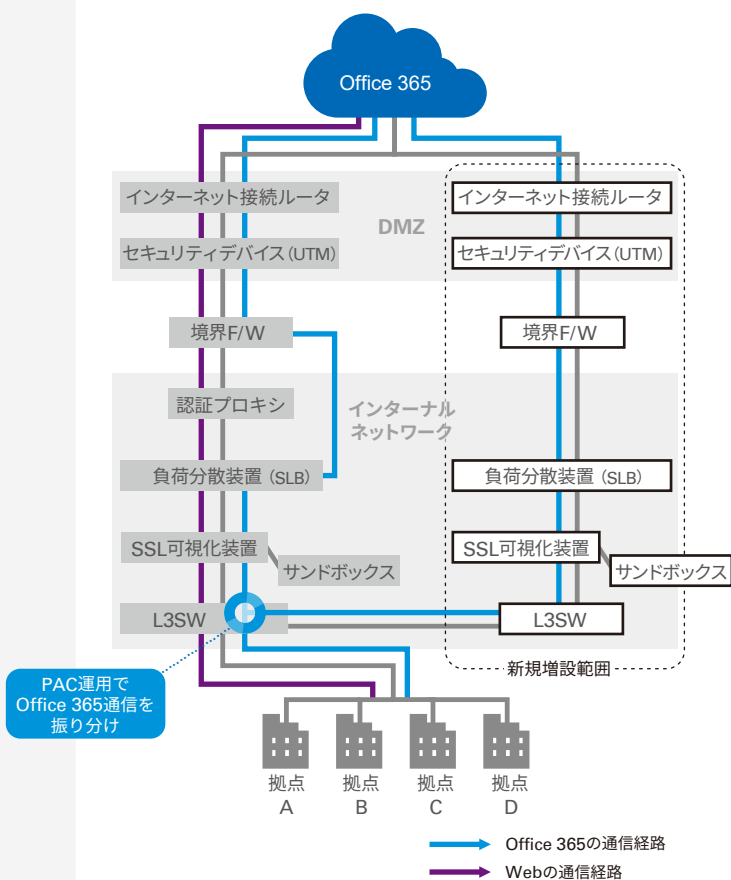 Office 365
インターネット接続ルータ
インターネット接続ルータ
DMZ
セキュリティデバイス(UTM)
セキュリティデバイス(UTM)
境界F/W
境界F/W
認証プロキシ
インターナル
ネットワーク
負荷分散装置(SLB)
負荷分散装置(SLB)
SSL可視化装置
SSL可視化装置
サンドボックス
サンドボックス
L3SW
L3SW
新規増設範囲
PAC運用で
Office 365通信を
振り分け
拠点
A
拠点
B
拠点
C
拠点
D
Office 365の通信経路
Webの通信経路